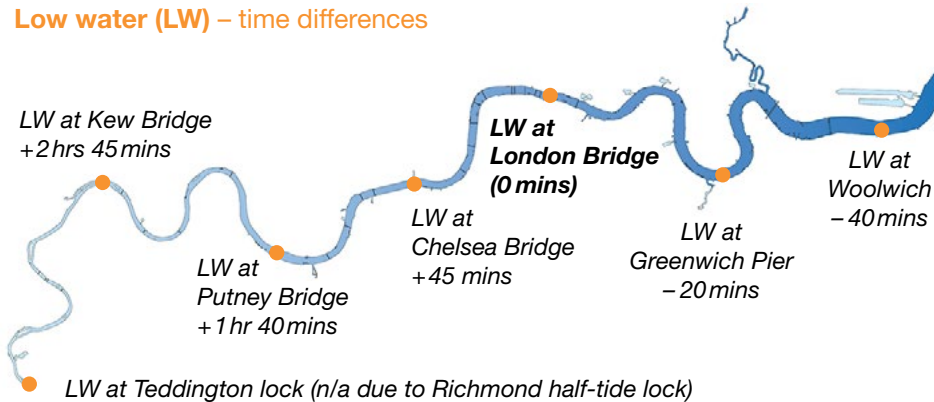 Low water (LW) – time differences
LW at Kew Bridge
+2 hrs 45 mins
LW at
Putney Bridge
+1 hr 40 mins
LW at
Chelsea Bridge
+45 mins
LW at
London Bridge
(0 mins)
LW at
Greenwich Pier
– 20 mins
LW at
Woolwich
– 40 mins
LW at Teddington lock (n/a due to Richmond half-tide lock)